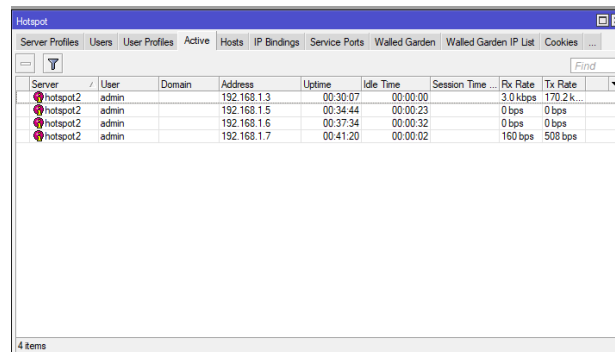 Hotspot
Server Profiles Users User Profiles Active Hosts IP Bindings Service Ports Walled Garden Walled Garden IP List Cookies ...
Find
Server User Domain Address Uptime Idle Time Session Time ... Rx Rate Tx Rate
hotspot2 admin 192.168.1.3 00:30:07 00:00:00 3.0 kbps 170.2 k...
hotspot2 admin 192.168.1.5 00:34:44 00:00:23 0 bps 0 bps
hotspot2 admin 192.168.1.6 00:37:34 00:00:32 0 bps 0 bps
hotspot2 admin 192.168.1.7 00:41:20 00:00:02 160 bps 508 bps
4 items